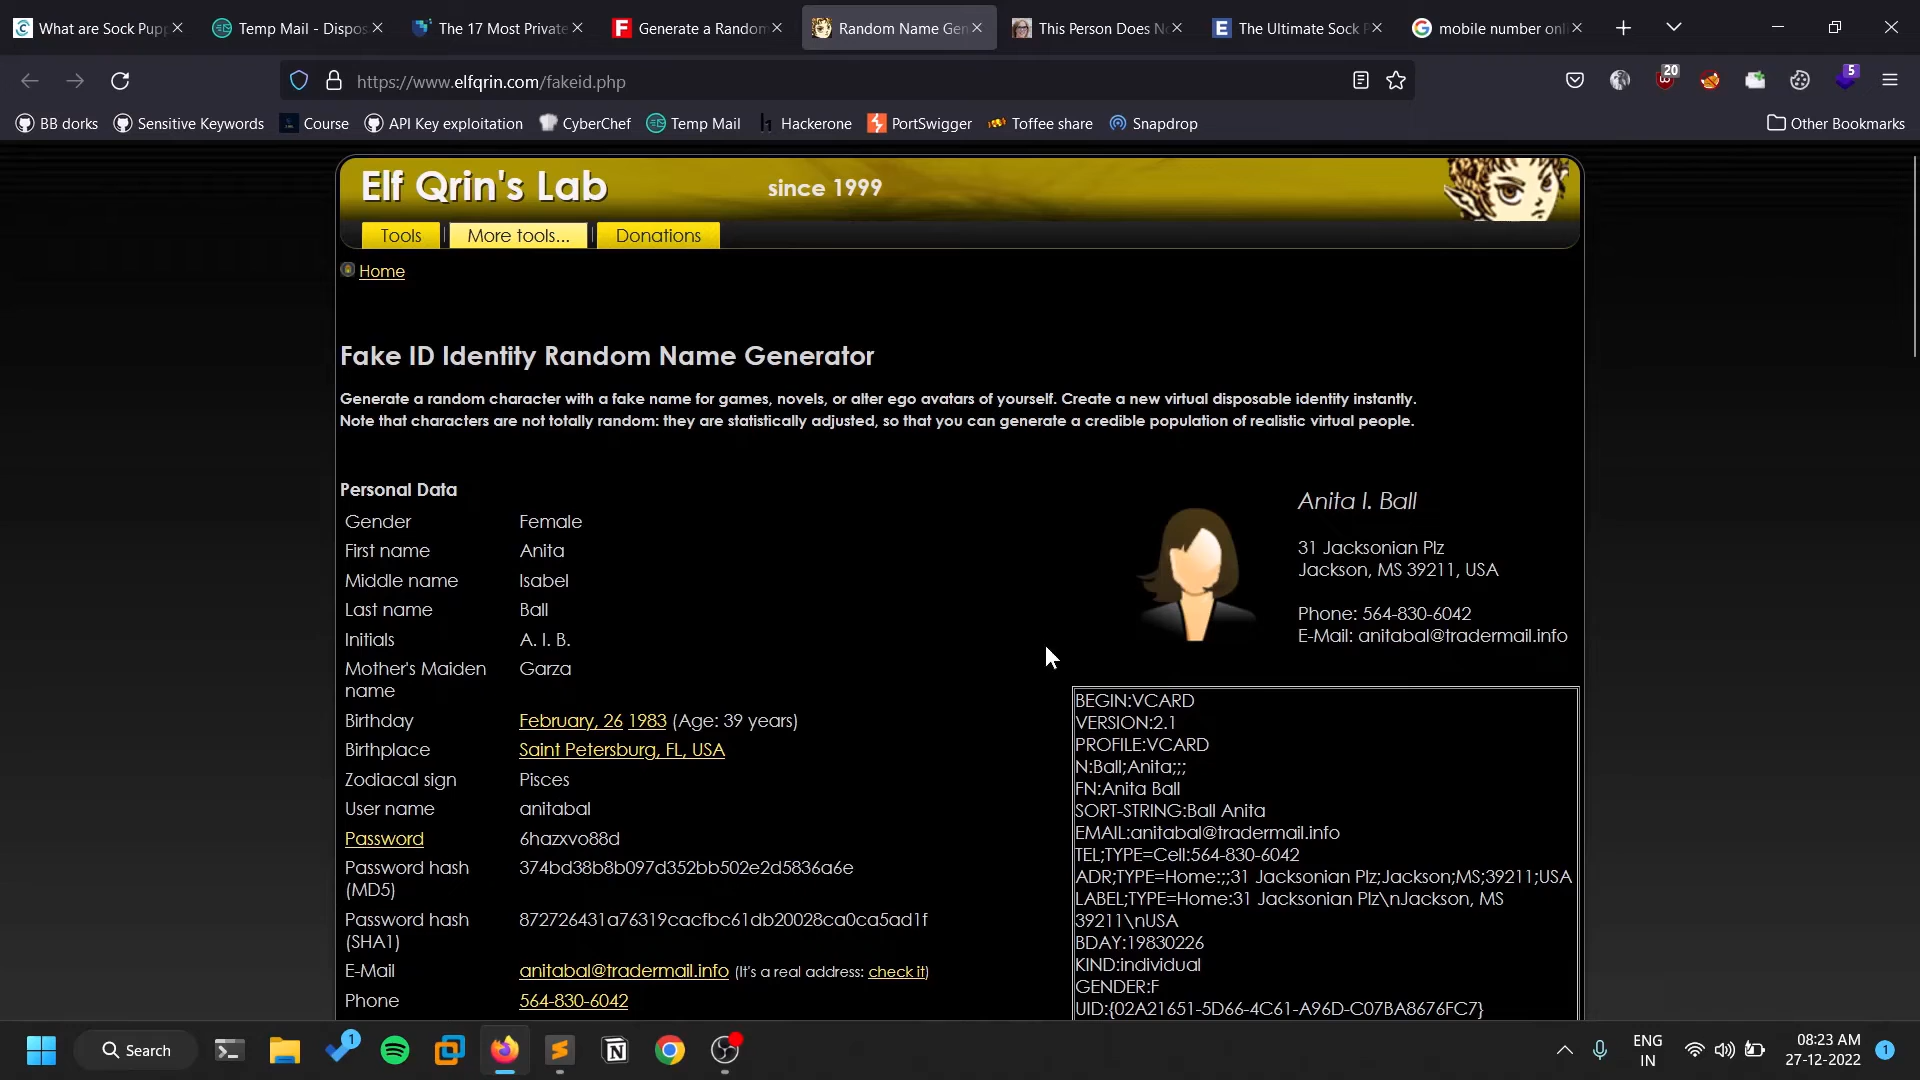 What are Sock Pup
Temp Mail - Dispos
The 17 Most Private
Generate a Random
Random Name Gen
This Person Does No
The Ultimate Sock P
mobile number onli
https://www.elfqrin.com/fakeid.php
20
5
BB dorks
Sensitive Keywords
Course
API Key exploitation
CyberChef
Temp Mail
Hackerone
PortSwigger
Toffee share
Snapdrop
Other Bookmarks
Elf Qrin's Lab
since 1999
Tools
More tools...
Donations
Home
Fake ID Identity Random Name Generator
Generate a random character with a fake name for games, novels, or alter ego avatars of yourself. Create a new virtual disposable identity instantly.
Note that characters are not totally random: they are statistically adjusted, so that you can generate a credible population of realistic virtual people.
Personal Data
Gender Female
First name Anita
Middle name Isabel
Last name Ball
Initials A. I. B.
Mother's Maiden name Garza
Birthday February, 26 1983 (Age: 39 years)
Birthplace Saint Petersburg, FL, USA
Zodiacal sign Pisces
User name anitabal
Password 6hazxvo88d
Password hash (MD5) 374bd38b8b097d352bb502e2d5836a6e
Password hash (SHA1) 872726431a76319cacfbc61db20028ca0ca5ad1f
E-Mail anitabal@tradermail.info (It's a real address: check it)
Phone 564-830-6042
Anita I. Ball
31 Jacksonian Plz
Jackson, MS 39211, USA
Phone: 564-830-6042
E-Mail: anitabal@tradermail.info
BEGIN:VCARD
VERSION:2.1
PROFILE:VCARD
N:Ball;Anita;;;
FN:Anita Ball
SORT-STRING:Ball Anita
EMAIL:anitabal@tradermail.info
TEL;TYPE=Cell:564-830-6042
ADR;TYPE=Home:;;31 Jacksonian Plz;Jackson;MS;39211;USA
LABEL;TYPE=Home:31 Jacksonian Plz\nJackson, MS
39211\nUSA
BDAY:19830226
KIND:individual
GENDER:F
UID:{02A21651-5D66-4C61-A96D-C07BA8676FC7}
Search
1
ENG
IN
08:23 AM
27-12-2022
1